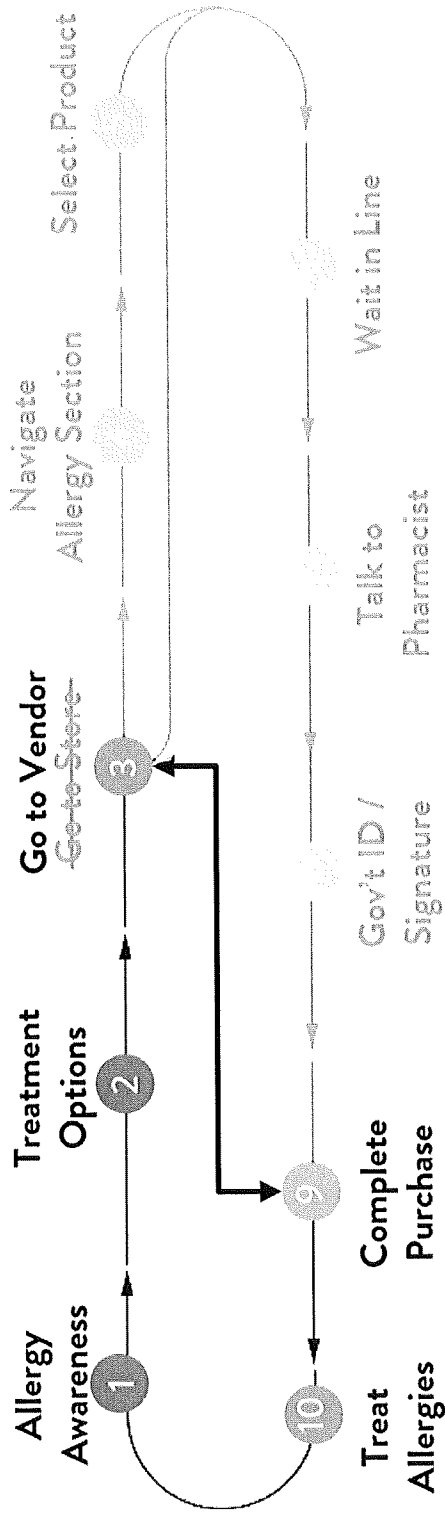 Allergy
Awareness
1
Treatment
Options
2
Go to Vendor
Go to Store
3
Navigate
Allergy Section
Select Product
Wait in Line
Talk to
Pharmacist
Gov't ID /
Signature
9
Complete
Purchase
10
Treat
Allergies